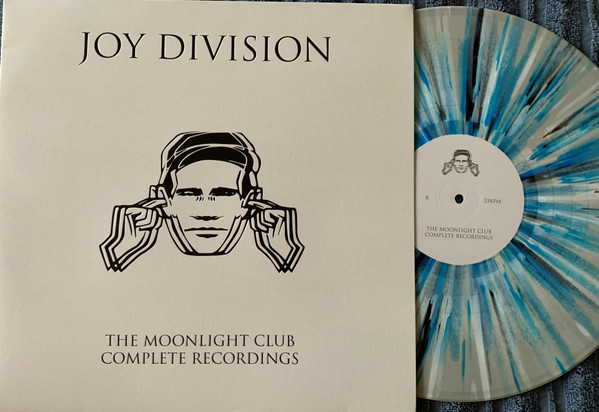 JOY DIVISION
THE MOONLIGHT CLUB
COMPLETE RECORDINGS
B
33RPM
THE MOONLIGHT CLUB
COMPLETE RECORDINGS